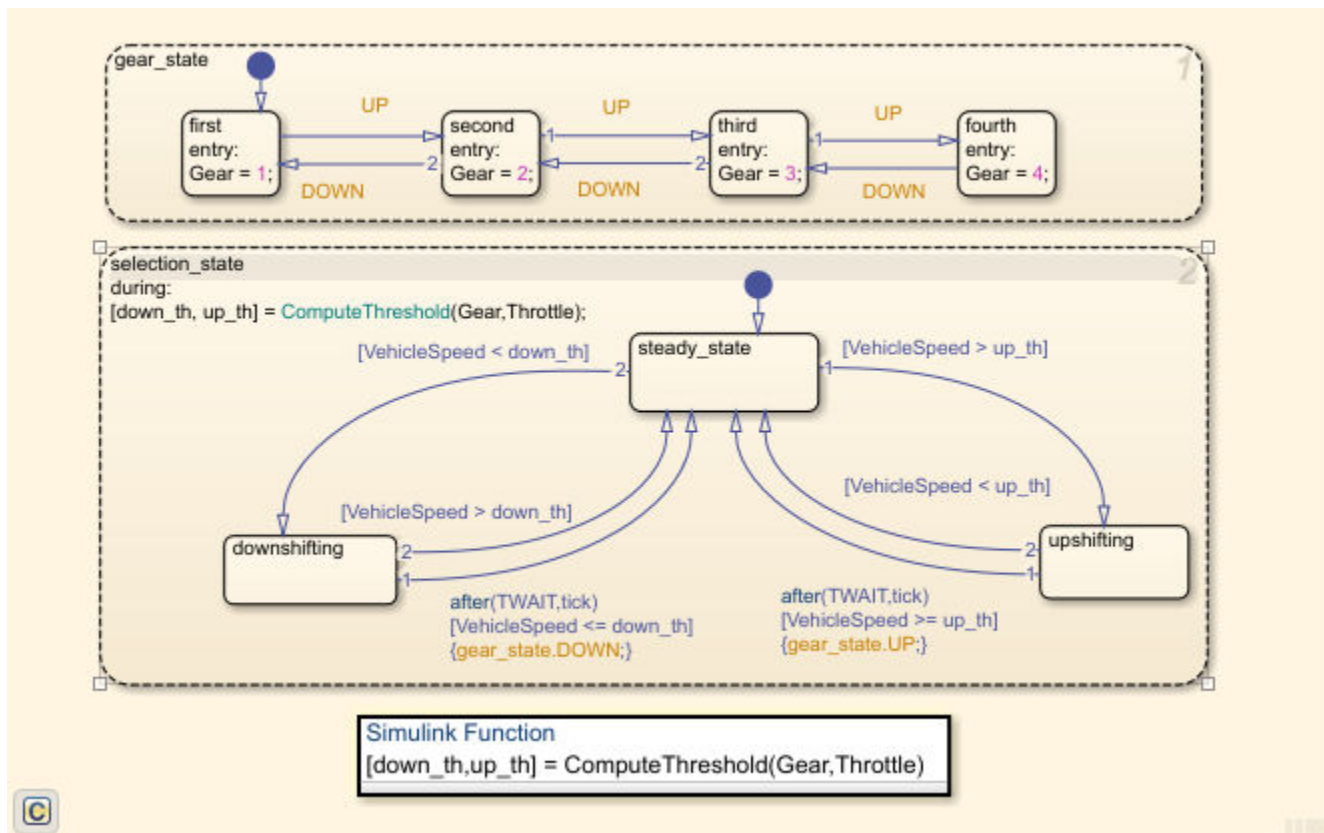 gear_state
1
UP
UP
UP
first
entry:
Gear = 1;
second
entry:
Gear = 2;
1
2
third
entry:
Gear = 3;
1
2
fourth
entry:
Gear = 4;
1
2
DOWN
DOWN
DOWN
selection_state
2
during:
[down_th, up_th] = ComputeThreshold(Gear,Throttle);
[VehicleSpeed < down_th]
steady_state
[VehicleSpeed > up_th]
2
1
[VehicleSpeed > down_th]
[VehicleSpeed < up_th]
downshifting
2
1
upshifting
2
1
after(TWAIT,tick)
[VehicleSpeed <= down_th]
{gear_state.DOWN;}
after(TWAIT,tick)
[VehicleSpeed >= up_th]
{gear_state.UP;}
Simulink Function
[down_th,up_th] = ComputeThreshold(Gear,Throttle)
C